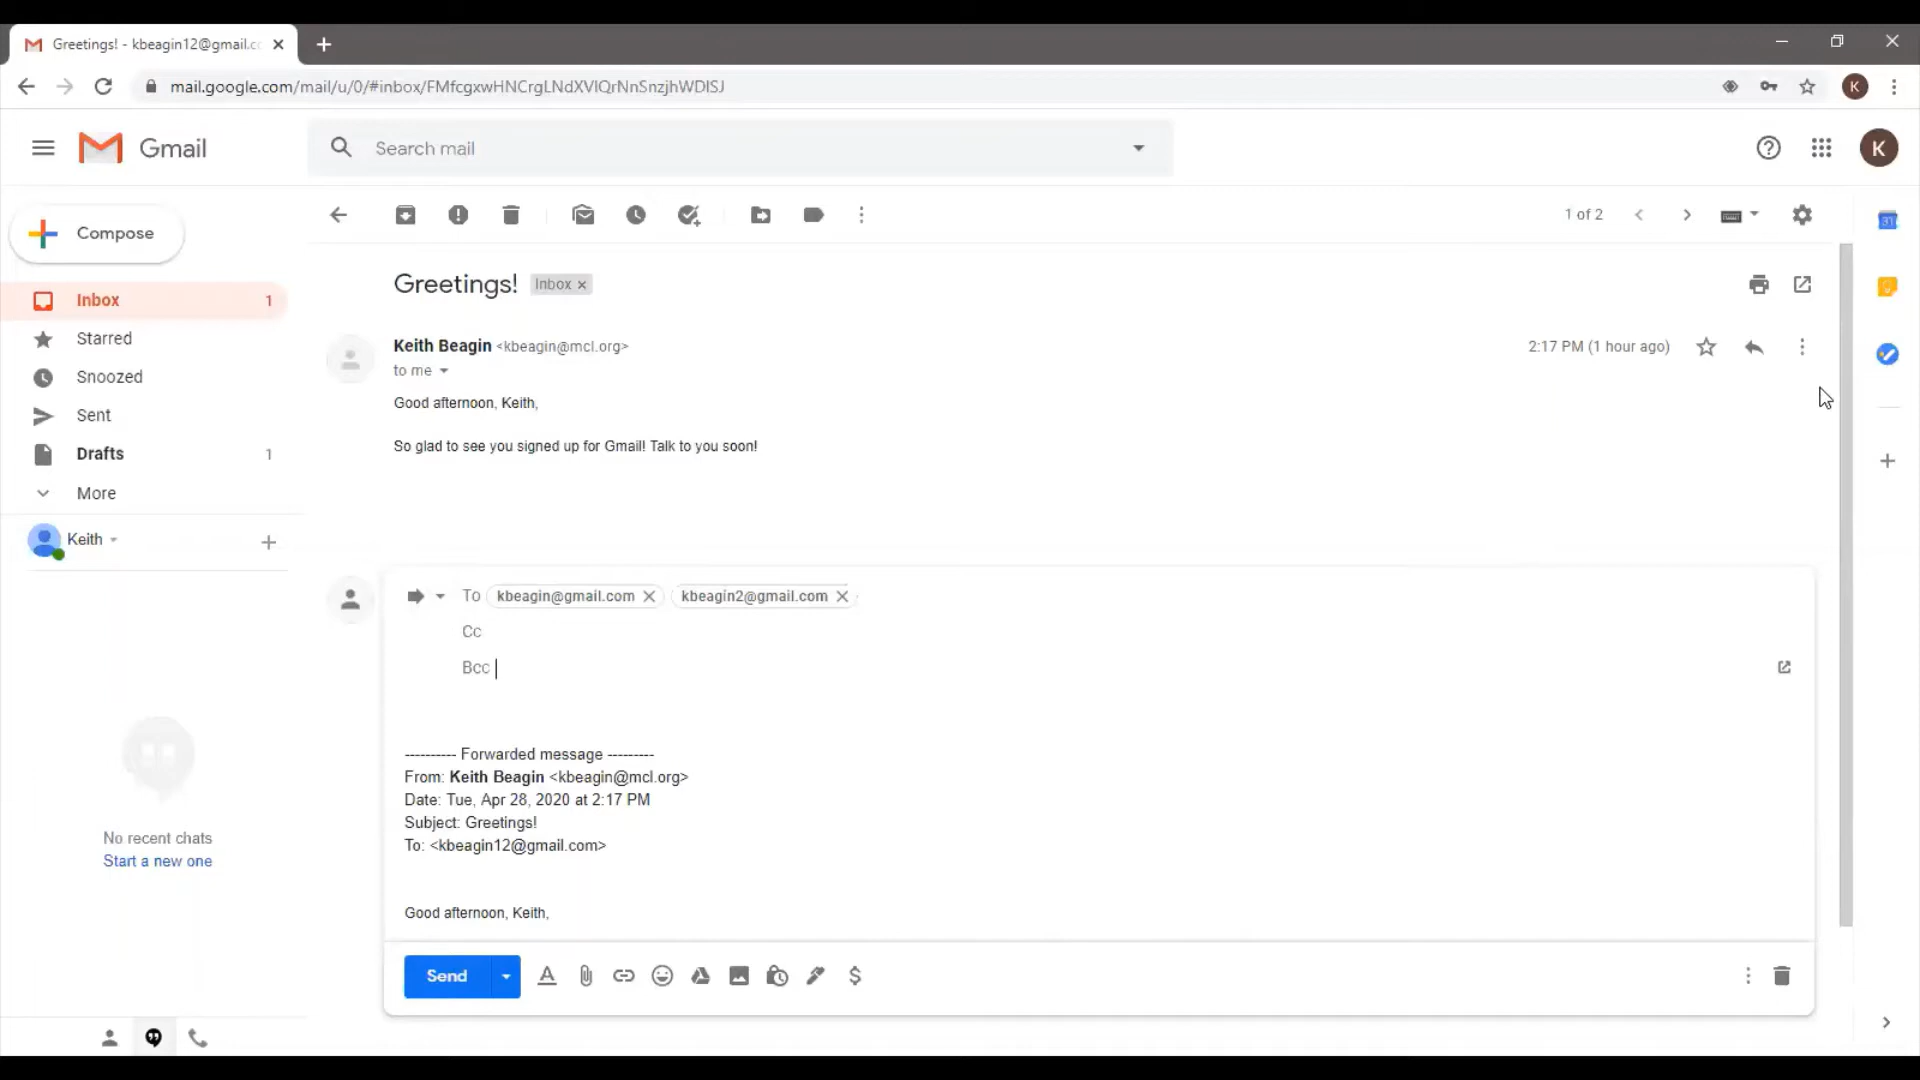 Greetings! - kbeagin12@gmail.cc
mail.google.com/mail/u/0/#inbox/FMfcgxwHNCrgLNdXVlQrNnSnzjhWDlSJ
K
Gmail
Search mail
K
Compose
1 of 2
31
Greetings!
Inbox x
Inbox
1
Starred
Keith Beagin <kbeagin@mcl.org>
2:17 PM (1 hour ago)
to me
Snoozed
Good afternoon, Keith,
Sent
So glad to see you signed up for Gmail! Talk to you soon!
Drafts
1
More
Keith
To kbeagin@gmail.com kbeagin2@gmail.com
Cc
Bcc
---------- Forwarded message ---------
From: Keith Beagin <kbeagin@mcl.org>
Date: Tue, Apr 28, 2020 at 2:17 PM
Subject: Greetings!
To: <kbeagin12@gmail.com>
No recent chats
Start a new one
Good afternoon, Keith,
Send